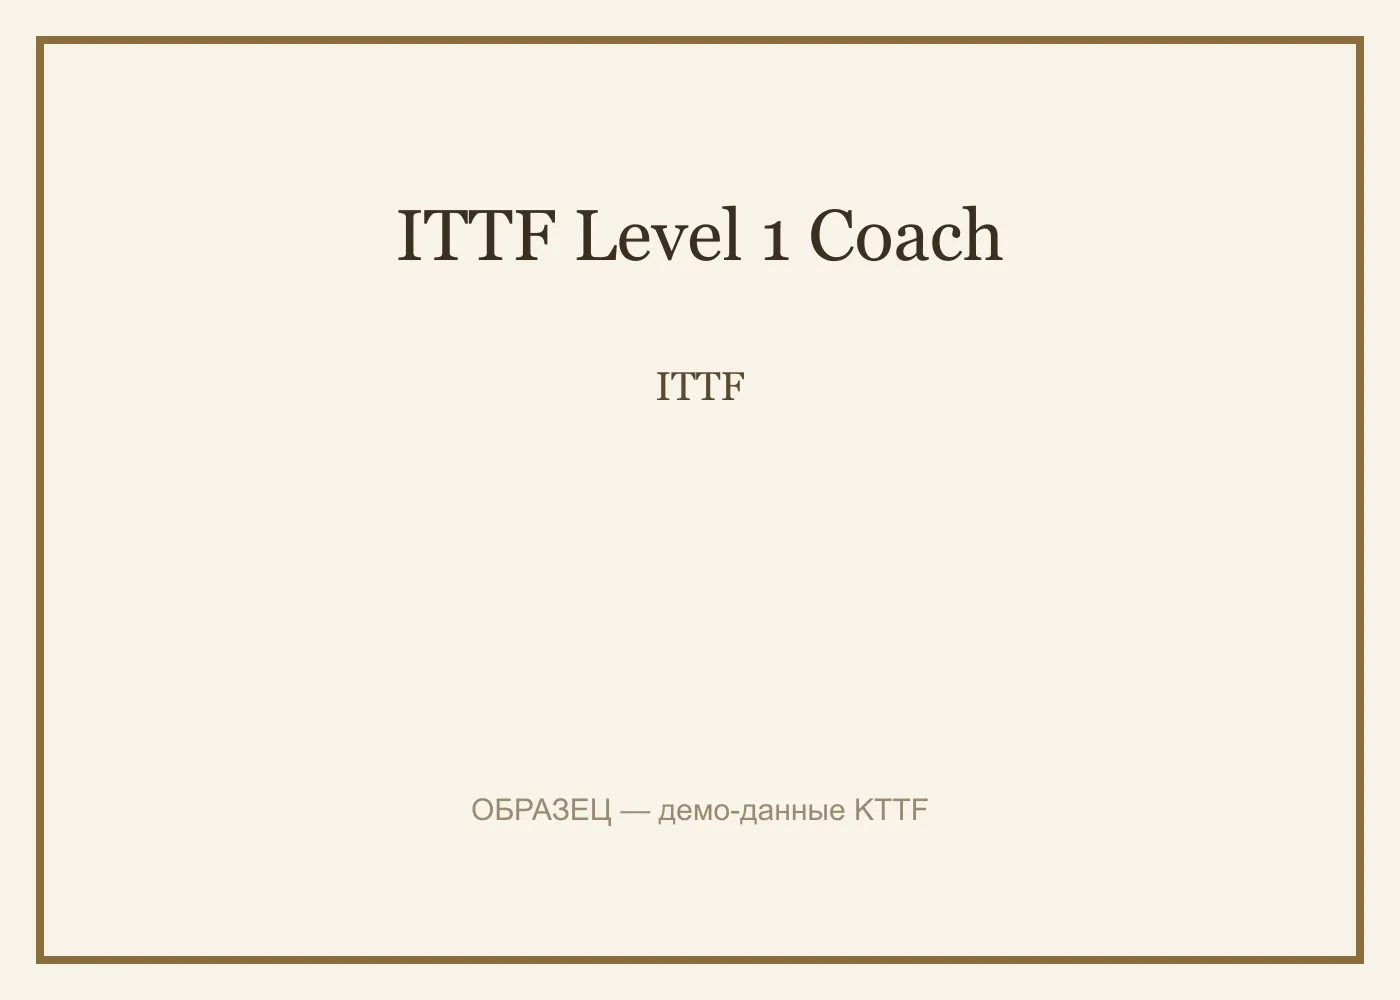 ITTF Level 1 Coach
ITTF
ОБРАЗЕЦ — демо-данные KTTF